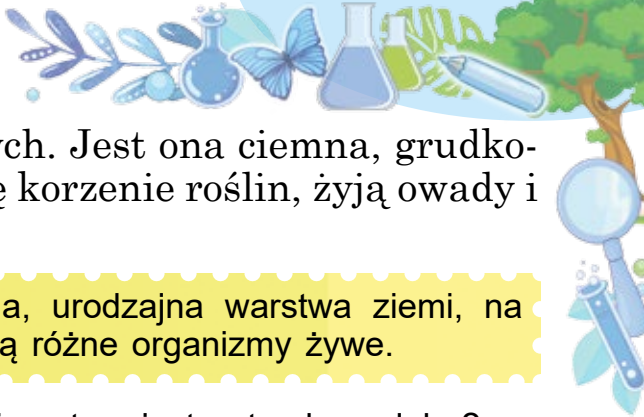 ych. Jest ona ciemna, grudko-
ę korzenie roślin, żyją owady i
a, urodzajna warstwa ziemi, na
ą różne organizmy żywe.